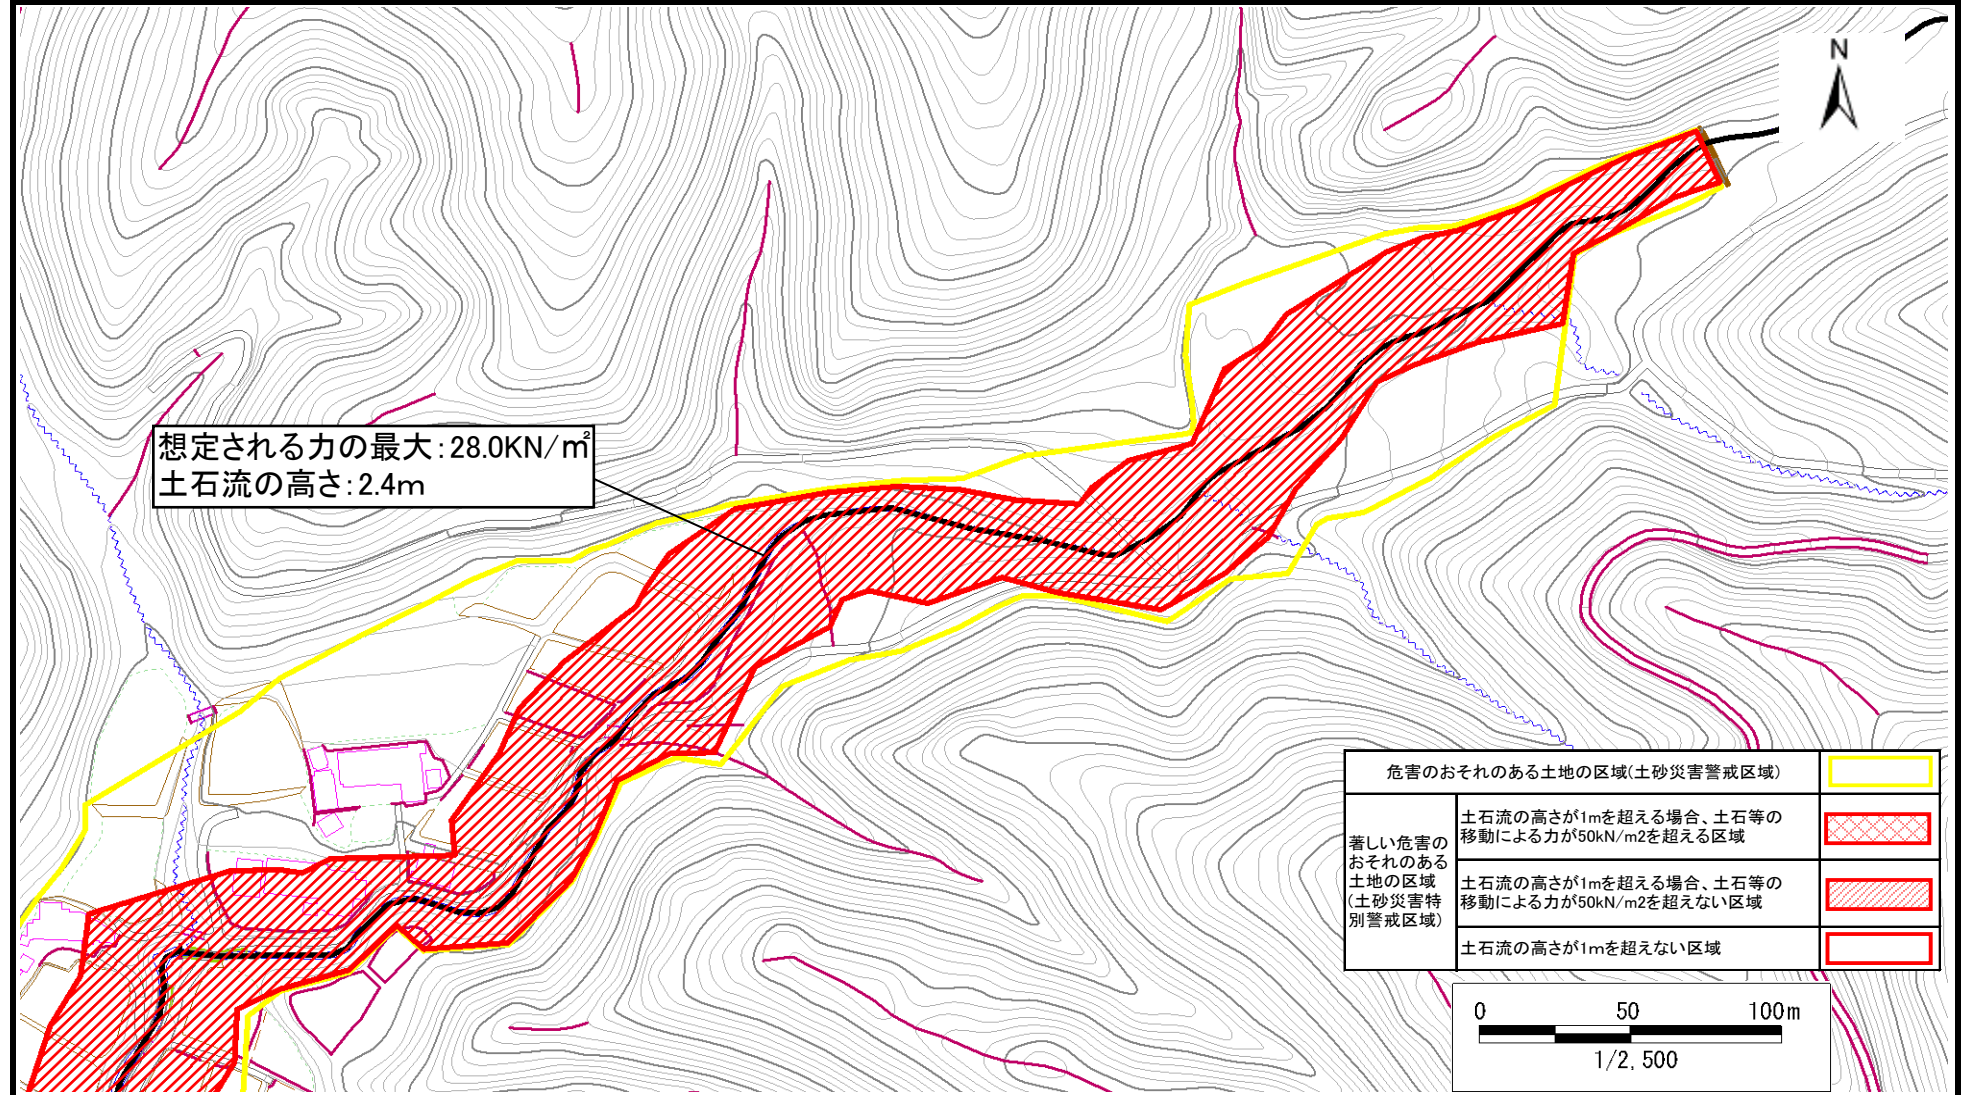 N
想定される力の最大:28.0KN/㎡
土石流の高さ:2.4m
危害のおそれのある土地の区域(土砂災害警戒区域)
著しい危害の
おそれのある
土地の区域
(土砂災害特
別警戒区域)
土石流の高さが1mを超える場合、土石等の
移動による力が50kN/m2を超える区域
土石流の高さが1mを超える場合、土石等の
移動による力が50kN/m2を超えない区域
土石流の高さが1mを超えない区域
0 50 100m
1/2,500